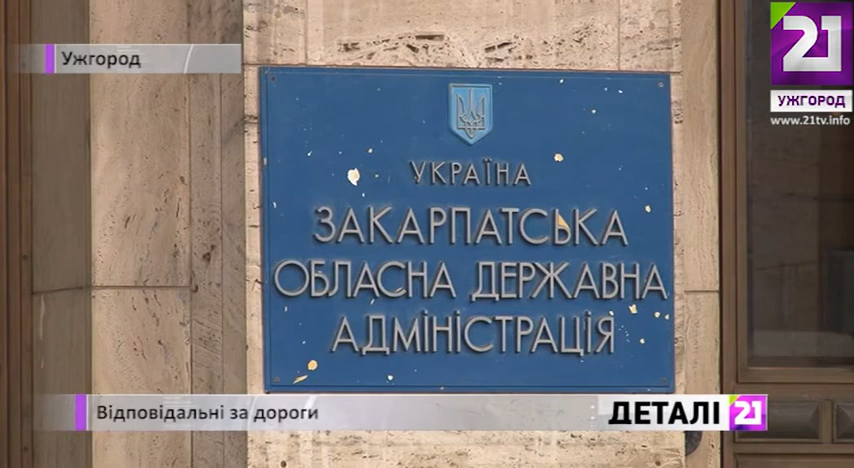 Ужгород
21
УЖГОРОД
www.21tv.info
УКРАЇНА
ЗАКАРПАТСЬКА
ОБЛАСНА ДЕРЖАВНА
АДМІНІСТРАЦІЯ
Відповідальні за дороги
ДЕТАЛІ 21